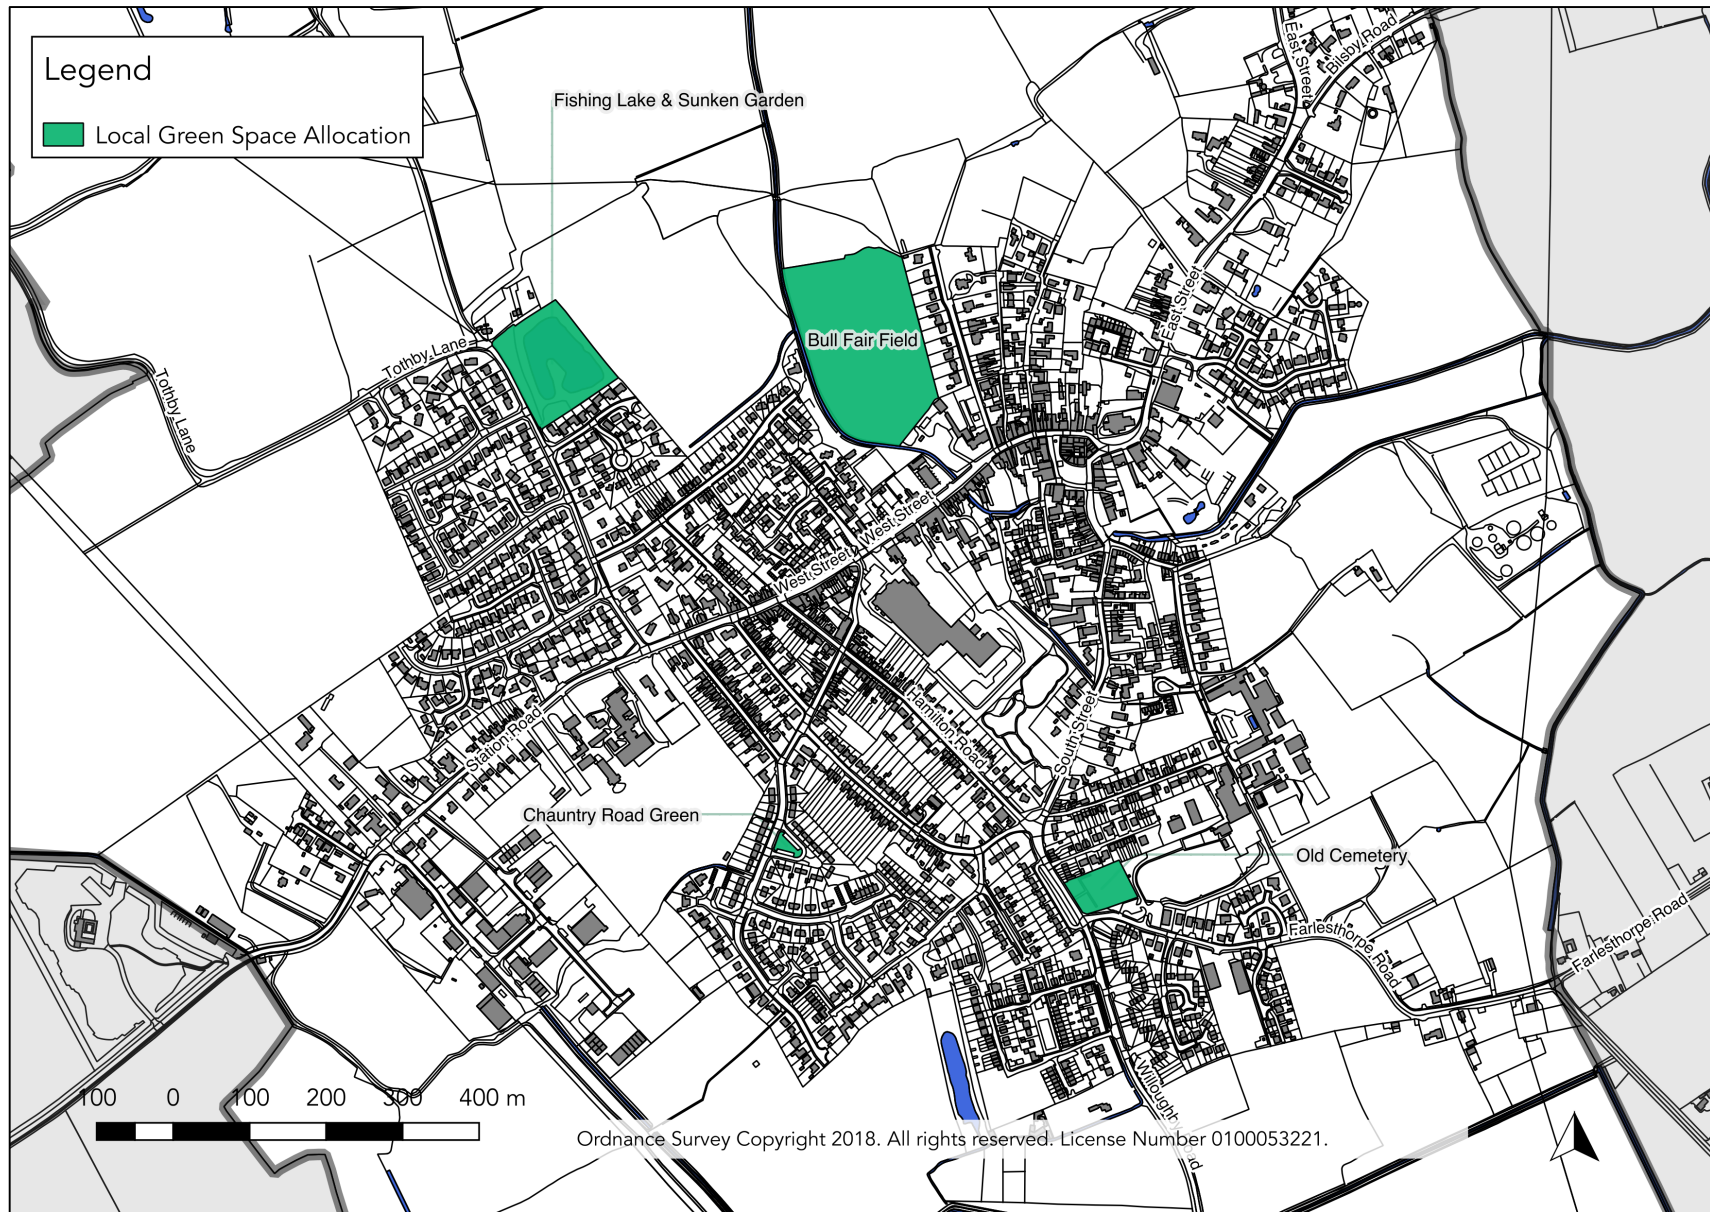 Legend
Local Green Space Allocation
Fishing Lake & Sunken Garden
East Street
Bilsby Road
Bull Fair Field
East Street
Tothby Lane
Tothby Lane
West Street
West Street
Hamilton Road
South Street
Station Road
Chauntry Road Green
Old Cemetery
Farlesthorpe Road
Farlesthorpe Road
Willoughby Road
100 0 100 200 300 400 m
Ordnance Survey Copyright 2018. All rights reserved. License Number 0100053221.